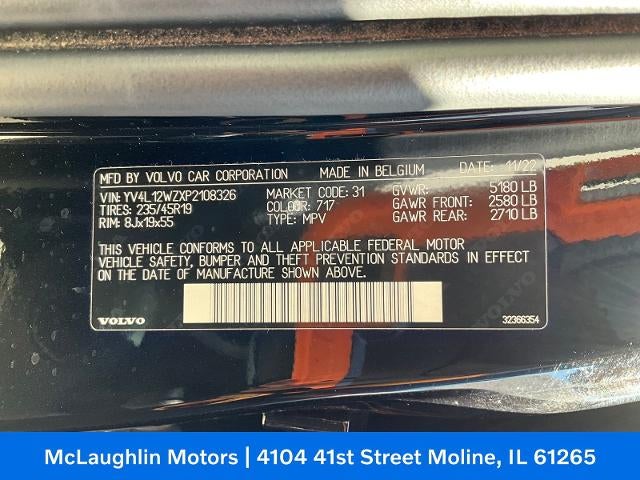 MFD BY VOLVO CAR CORPORATION MADE IN BELGIUM DATE: 11/22
VIN: YV4L12WZXP2108326 MARKET CODE: 31 GVWR: 5180 LB
TIRES: 235/45R19 COLOUR: 717 GAWR FRONT: 2580 LB
RIM: 8Jx19x55 TYPE: MPV GAWR REAR: 2710 LB
THIS VEHICLE CONFORMS TO ALL APPLICABLE FEDERAL MOTOR
VEHICLE SAFETY, BUMPER AND THEFT PREVENTION STANDARDS IN EFFECT
ON THE DATE OF MANUFACTURE SHOWN ABOVE.
VOLVO 32366354
McLaughlin Motors | 4104 41st Street Moline, IL 61265